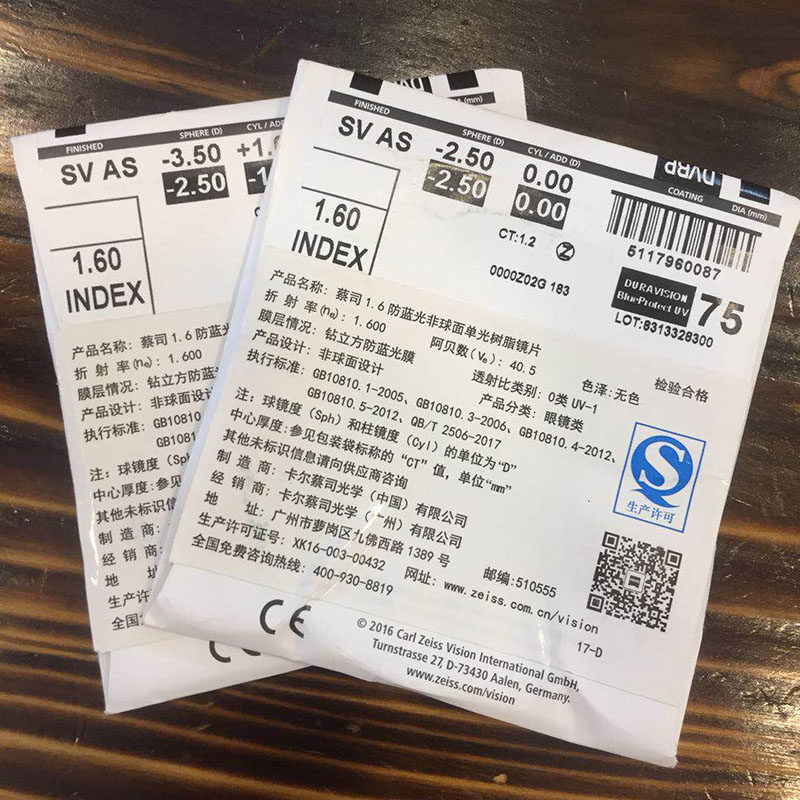 FINISHED
SPHERE (D)
CYL / ADD (D)
SV AS
-3.50
-2.50
1.60
INDEX
产品名称：蔡司1.6防蓝光
折 射 率(nₑ)：1.600
膜层情况：钻立方防蓝光
产品设计：非球面设计
执行标准：GB10810.
GB1081
注：球镜度(Sph
中心厚度:参见
其他未标识信息
制 造 商：
经 销 商：
地 址：
生产许
全国
CE
FINISHED
SPHERE (D)
CYL / ADD (D)
COATING
DIA (mm)
DVRP
SV AS
-2.50
0.00
-2.50
0.00
CT:1.2
Z
0000Z02G 183
5117960087
1.60
INDEX
DURAVISION
BlueProtect UV
75
LOT:8313328300
产品名称：蔡司1.6防蓝光非球面单光树脂镜片
折 射 率(nₑ)：1.600
阿贝数(Vₑ)：40.5
膜层情况：钻立方防蓝光膜
透射比类别：0类 UV-1
色泽：无色
检验合格
产品设计：非球面设计
产品分类：眼镜类
执行标准：GB10810.1-2005、GB10810.3-2006、GB10810.4-2012、
GB10810.5-2012、QB/T 2506-2017
注：球镜度(Sph)和柱镜度(Cyl)的单位为"D"
中心厚度:参见包装袋标称的"CT"值，单位"mm"
其他未标识信息请向供应商咨询
制 造 商：卡尔蔡司光学（中国）有限公司
经 销 商：卡尔蔡司光学（广州）有限公司
地 址：广州市萝岗区九佛西路1389号
邮编:510555
生产许可证号：XK16-003-00432
网址：www.zeiss.com.cn/vision
全国免费咨询热线：400-930-8819
17-D
生产许可
CE
© 2016 Carl Zeiss Vision International GmbH,
Turnstrasse 27, D-73430 Aalen, Germany.
www.zeiss.com/vision